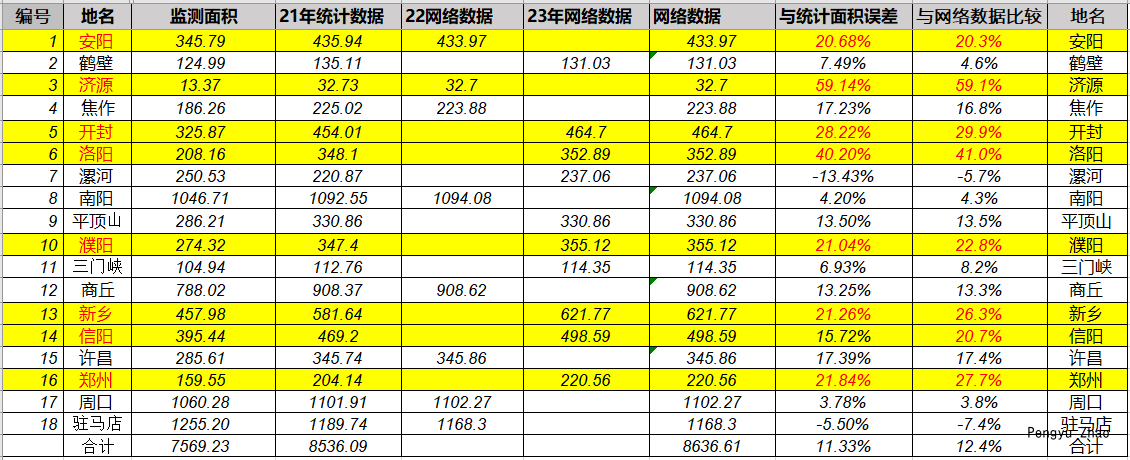 编号 地名 监测面积 21年统计数据 22网络数据 23年网络数据 网络数据 与统计面积误差 与网络数据比较 地名
1 安阳 345.79 435.94 433.97 433.97 20.68% 20.3% 安阳
2 鹤壁 124.99 135.11 131.03 131.03 7.49% 4.6% 鹤壁
3 济源 13.37 32.73 32.7 32.7 59.14% 59.1% 济源
4 焦作 186.26 225.02 223.88 223.88 17.23% 16.8% 焦作
5 开封 325.87 454.01 464.7 464.7 28.22% 29.9% 开封
6 洛阳 208.16 348.1 352.89 352.89 40.20% 41.0% 洛阳
7 漯河 250.53 220.87 237.06 237.06 -13.43% -5.7% 漯河
8 南阳 1046.71 1092.55 1094.08 1094.08 4.20% 4.3% 南阳
9 平顶山 286.21 330.86 330.86 330.86 13.50% 13.5% 平顶山
10 濮阳 274.32 347.4 355.12 355.12 21.04% 22.8% 濮阳
11 三门峡 104.94 112.76 114.35 114.35 6.93% 8.2% 三门峡
12 商丘 788.02 908.37 908.62 908.62 13.25% 13.3% 商丘
13 新乡 457.98 581.64 621.77 621.77 21.26% 26.3% 新乡
14 信阳 395.44 469.2 498.59 498.59 15.72% 20.7% 信阳
15 许昌 285.61 345.74 345.86 345.86 17.39% 17.4% 许昌
16 郑州 159.55 204.14 220.56 220.56 21.84% 27.7% 郑州
17 周口 1060.28 1101.91 1102.27 1102.27 3.78% 3.8% 周口
18 驻马店 1255.20 1189.74 1168.3 1168.3 -5.50% -7.4% 驻马店
Pengyu Zhao
合计 7569.23 8536.09 8636.61 11.33% 12.4% 合计